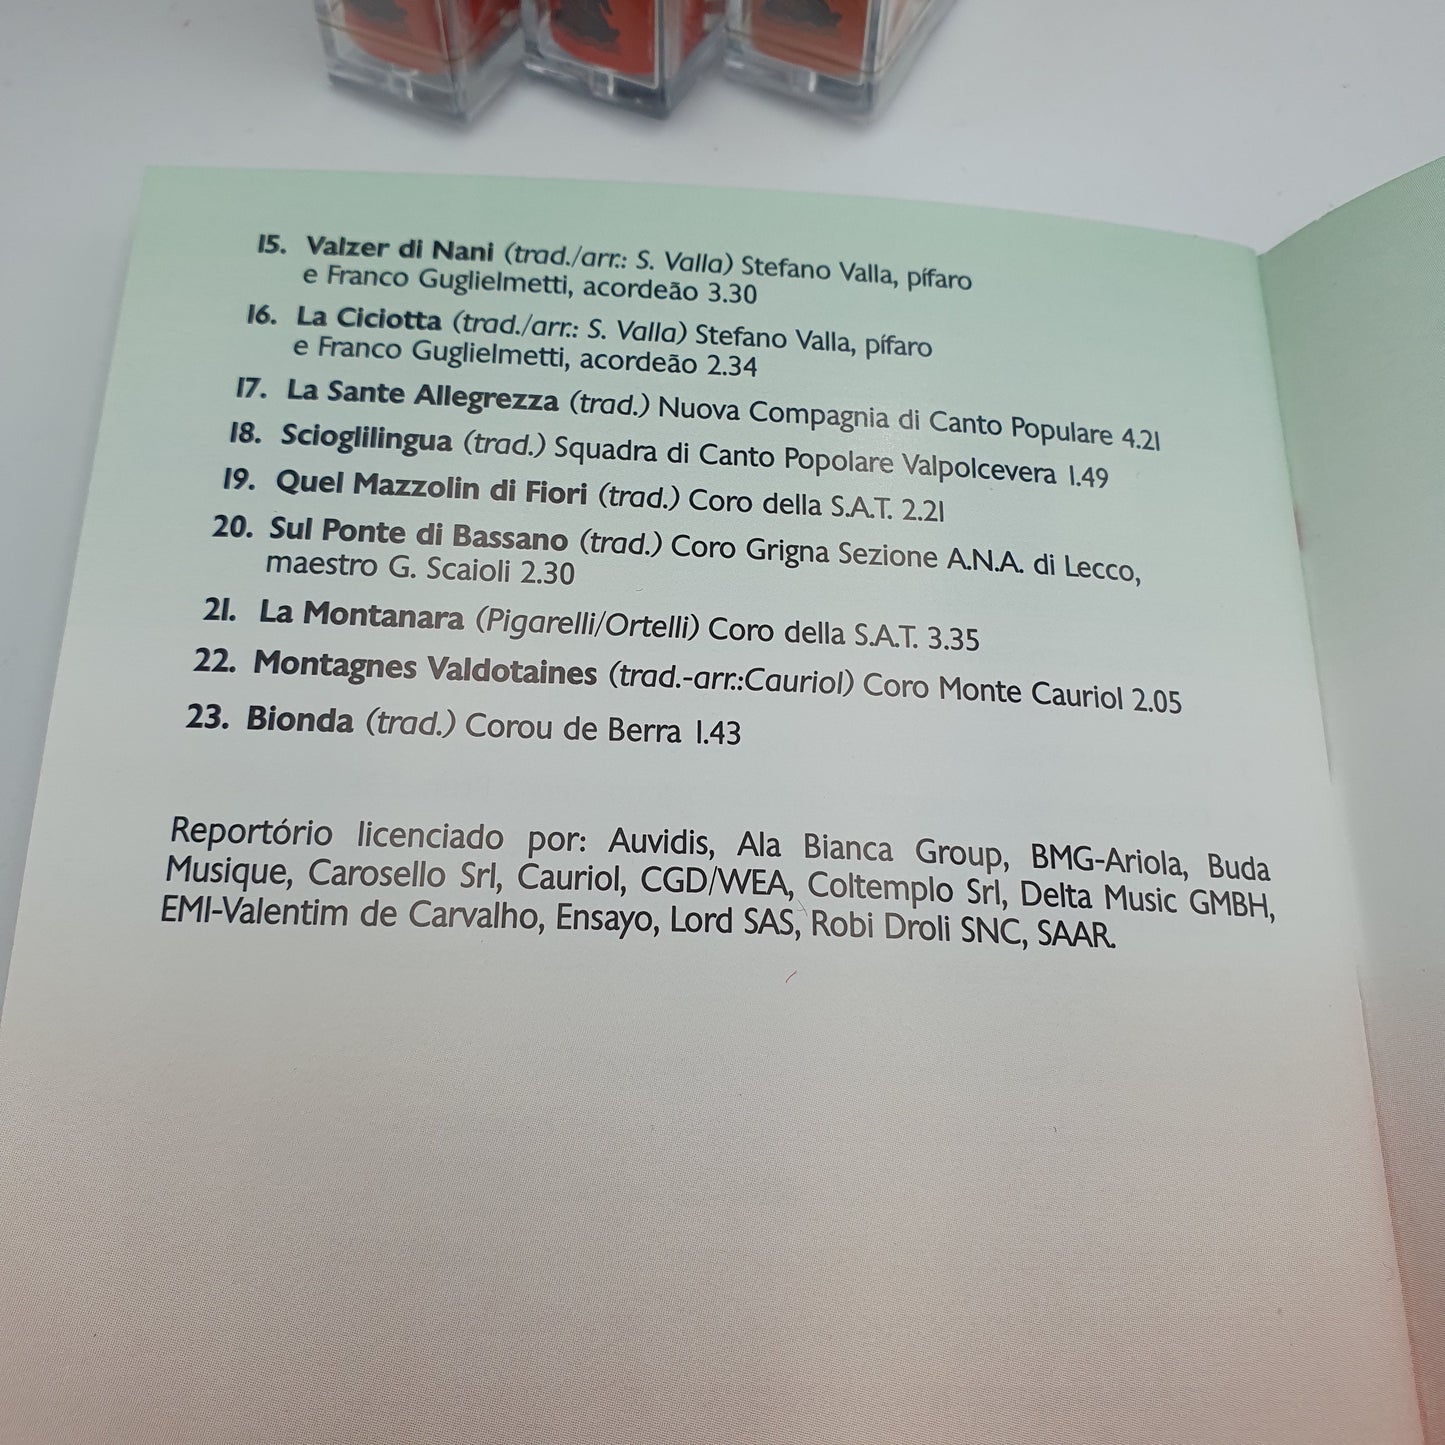 15. Valzer di Nani (trad./arr.: S. Valla) Stefano Valla, pífaro
e Franco Guglielmetti, acordeão 3.30
16. La Ciciotta (trad./arr.: S. Valla) Stefano Valla, pífaro
e Franco Guglielmetti, acordeão 2.34
17. La Sante Allegrezza (trad.) Nuova Compagnia di Canto Populare 4.21
18. Scioglilingua (trad.) Squadra di Canto Popolare Valpolcevera 1.49
19. Quel Mazzolin di Fiori (trad.) Coro della S.A.T. 2.21
20. Sul Ponte di Bassano (trad.) Coro Grigna Sezione A.N.A. di Lecco,
maestro G. Scaioli 2.30
21. La Montanara (Pigarelli/Ortelli) Coro della S.A.T. 3.35
22. Montagnes Valdotaines (trad.-arr.:Cauriol) Coro Monte Cauriol 2.05
23. Bionda (trad.) Corou de Berra 1.43
Reportório licenciado por: Auvidis, Ala Bianca Group, BMG-Ariola, Buda
Musique, Carosello Srl, Cauriol, CGD/WEA, Coltemplo Srl, Delta Music GMBH,
EMI-Valentim de Carvalho, Ensayo, Lord SAS, Robi Droli SNC, SAAR.